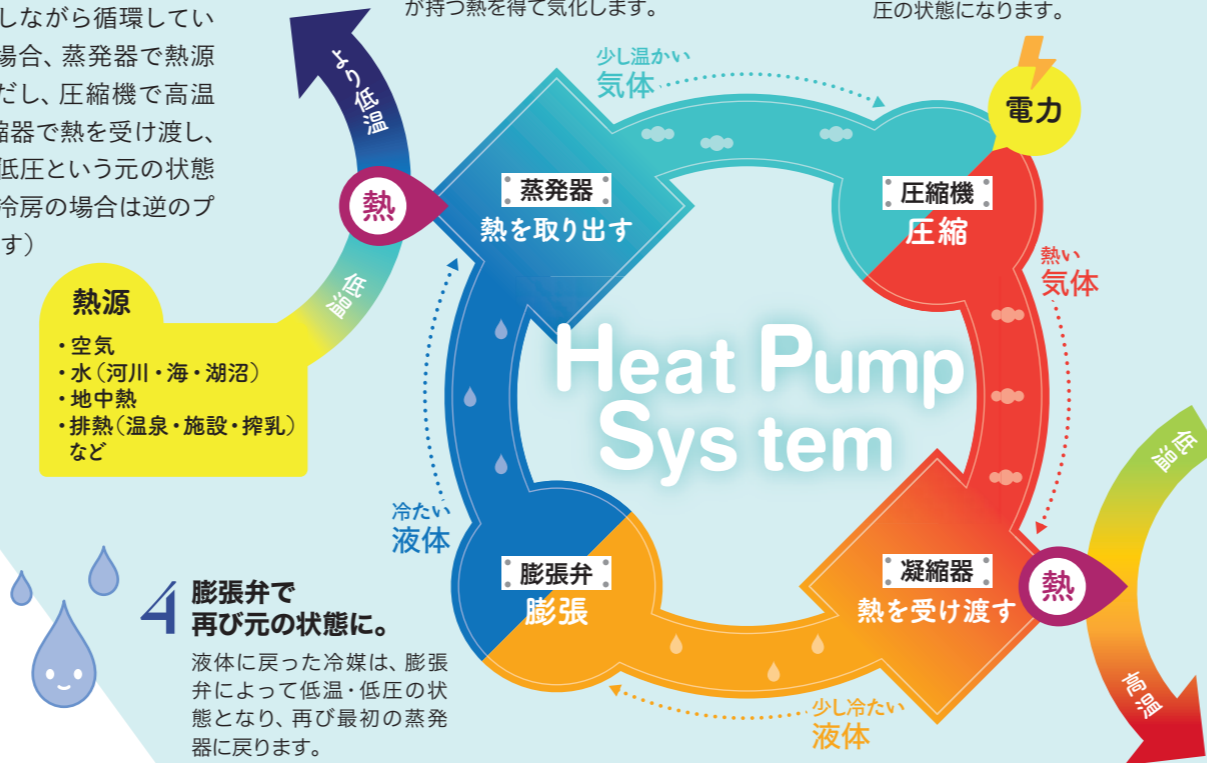 しながら循環してい
場合、蒸発器で熱源
だし、圧縮機で高温
縮器で熱を受け渡し、
低圧という元の状態
冷房の場合は逆のプ
す）
が持つ熱を得て気化します。
圧の状態になります。
より低温
熱
低温
熱源
・空気
・水（河川・海・湖沼）
・地中熱
・排熱（温泉・施設・搾乳）
など
少し温かい
気体
電力
蒸発器
熱を取り出す
圧縮機
圧縮
熱い
気体
Heat Pump
System
冷たい
液体
膨張弁
膨張
凝縮器
熱を受け渡す
熱
低温
高温
少し冷たい
液体
4 膨張弁で
再び元の状態に。
液体に戻った冷媒は、膨張
弁によって低温・低圧の状
態となり、再び最初の蒸発
器に戻ります。